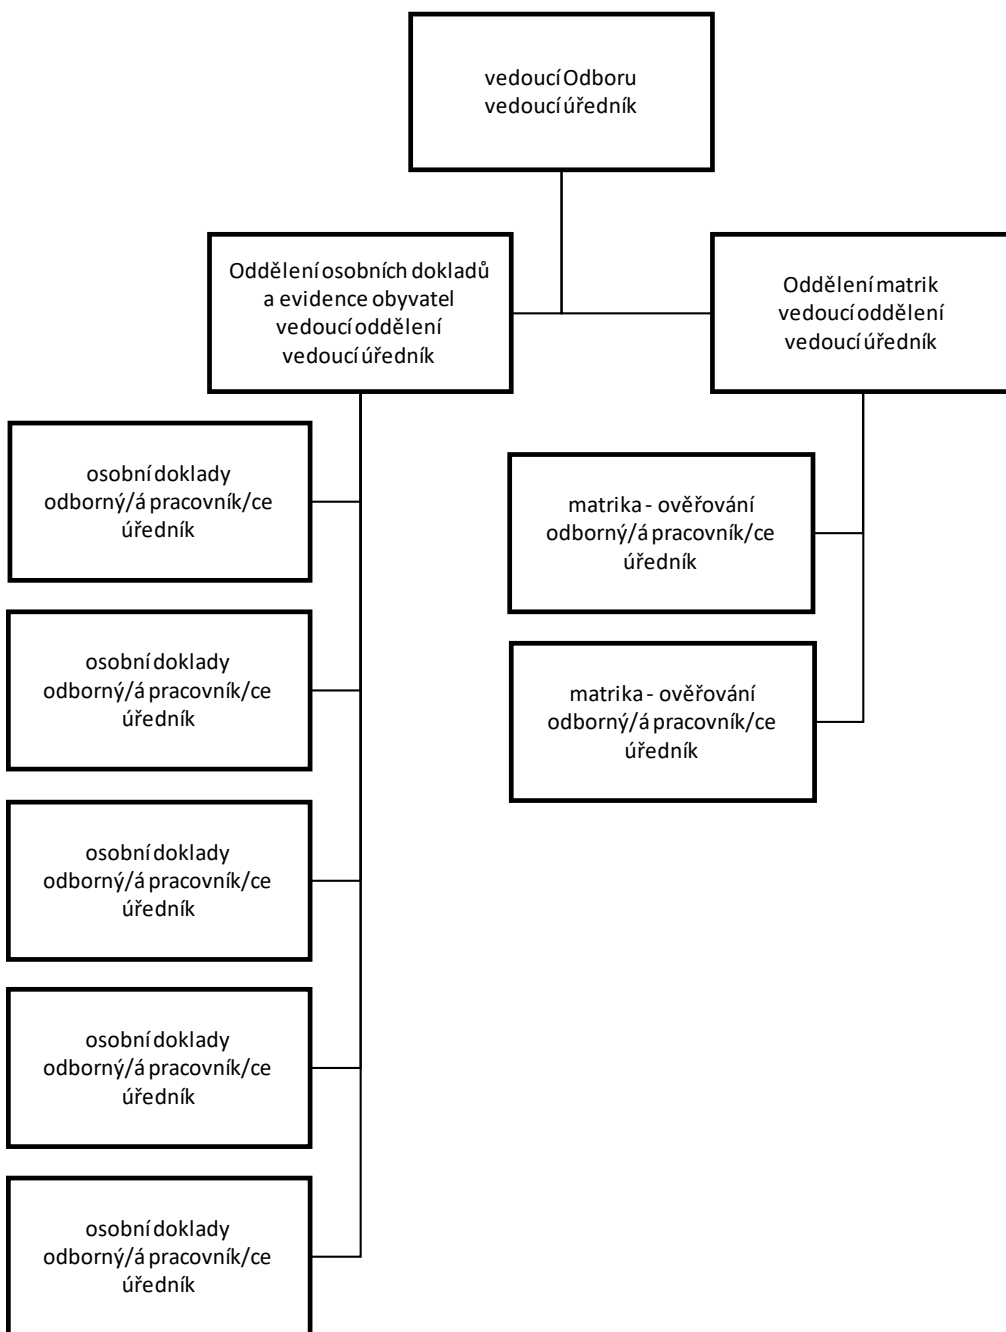 vedoucí Odboru
vedoucí úředník
Oddělení osobních dokladů
a evidence obyvatel
vedoucí oddělení
vedoucí úředník
Oddělení matrik
vedoucí oddělení
vedoucí úředník
osobní doklady
odborný/á pracovník/ce
úředník
osobní doklady
odborný/á pracovník/ce
úředník
osobní doklady
odborný/á pracovník/ce
úředník
osobní doklady
odborný/á pracovník/ce
úředník
osobní doklady
odborný/á pracovník/ce
úředník
matrika - ověřování
odborný/á pracovník/ce
úředník
matrika - ověřování
odborný/á pracovník/ce
úředník